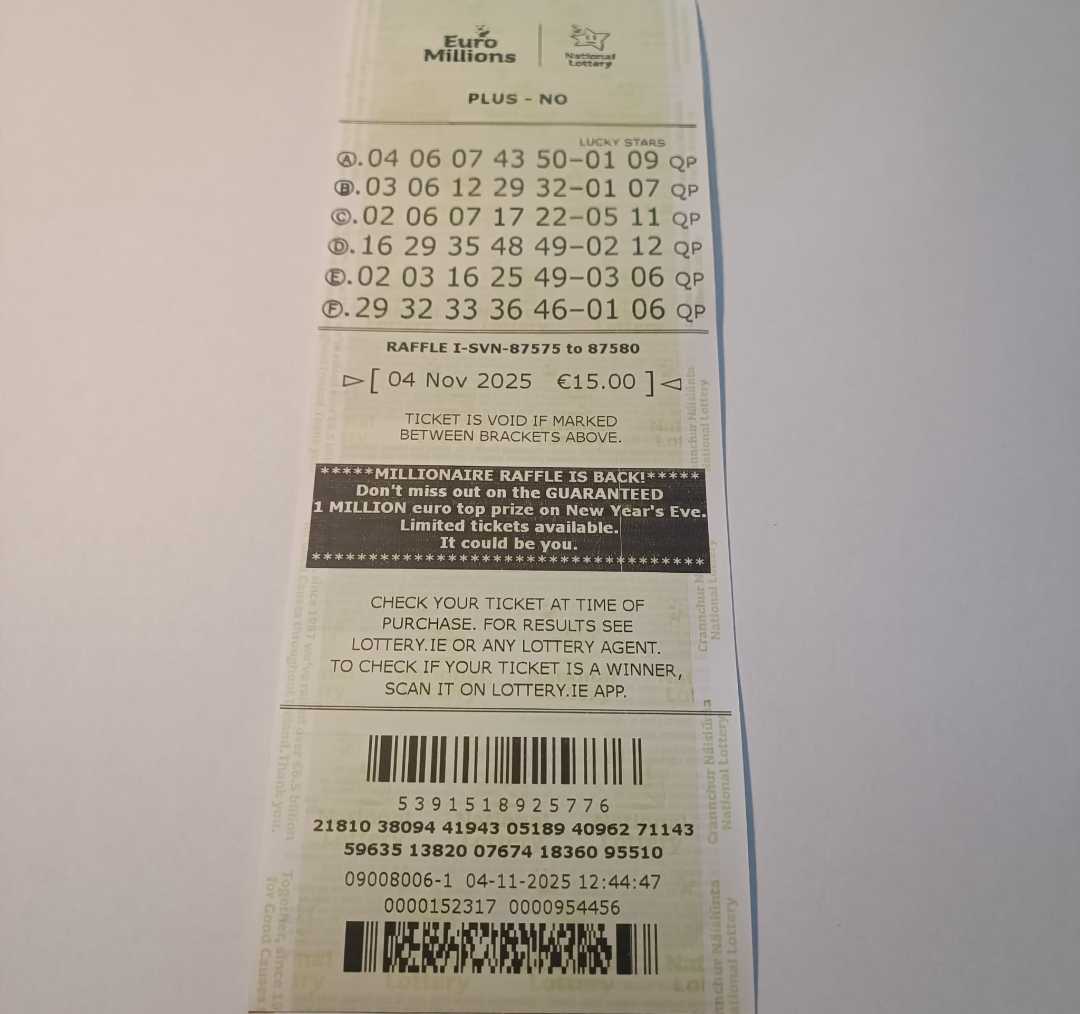 Euro
Millions
National
Lottery
PLUS - NO
LUCKY STARS
A. 04 06 07 43 50-01 09 QP
B. 03 06 12 29 32-01 07 QP
C. 02 06 07 17 22-05 11 QP
D. 16 29 35 48 49-02 12 QP
E. 02 03 16 25 49-03 06 QP
F. 29 32 33 36 46-01 06 QP
RAFFLE I-SVN-87575 to 87580
[ 04 Nov 2025 €15.00 ]
TICKET IS VOID IF MARKED
BETWEEN BRACKETS ABOVE.
*****MILLIONAIRE RAFFLE IS BACK!*****
Don't miss out on the GUARANTEED
1 MILLION euro top prize on New Year's Eve.
Limited tickets available.
It could be you.
CHECK YOUR TICKET AT TIME OF
PURCHASE. FOR RESULTS SEE
LOTTERY.IE OR ANY LOTTERY AGENT.
TO CHECK IF YOUR TICKET IS A WINNER,
SCAN IT ON LOTTERY.IE APP.
5391518925776
21810 38094 41943 05189 40962 71143
59635 13820 07674 18360 95510
09008006-1 04-11-2025 12:44:47
0000152317 0000954456
Crannchur Náisiúnta
National Lottery